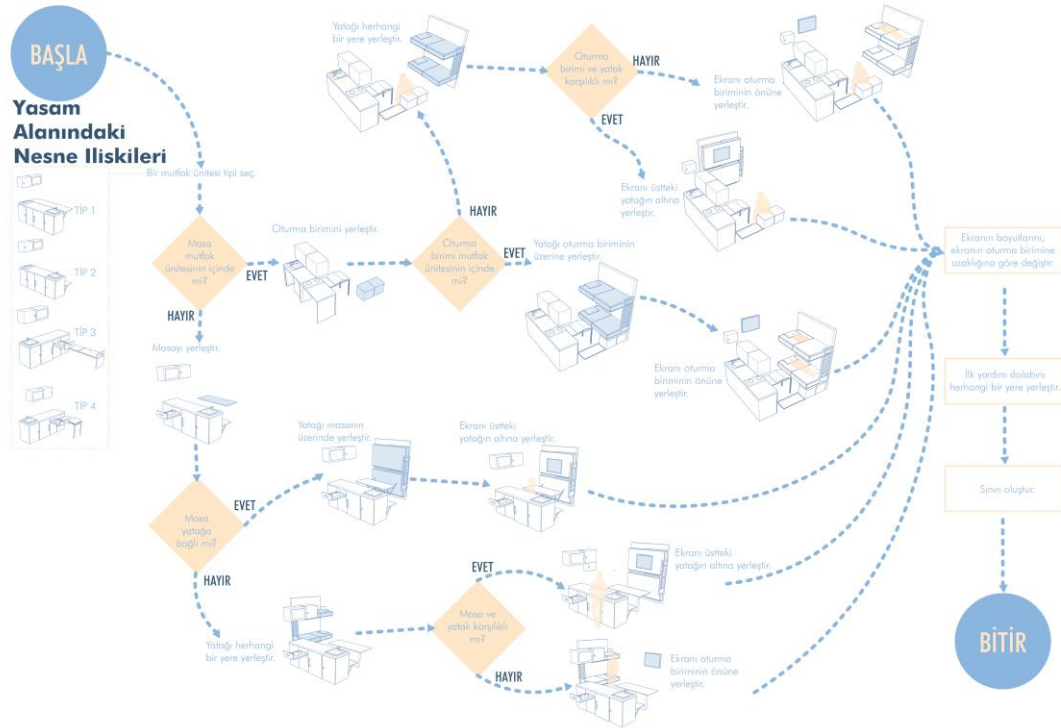 BAŞLA
Yasam
Alanındaki
Nesne Iliskileri
Bir mutfak ünitesi tipi seç.
TİP 1
TİP 2
TİP 3
TİP 4
Masa
mutfak
ünitesinin içinde
mi?
EVET
HAYIR
Oturma birimini yerleştir.
Oturma
birimi mutfak
ünitesinin içinde
mi?
HAYIR
EVET
Yatağı herhangi
bir yere yerleştir.
Oturma
birimi ve yatak
karşılıklı mı?
HAYIR
EVET
Ekranı oturma
biriminin önüne
yerleştir.
Ekranı üstteki
yatağın altına
yerleştir.
Yatağı oturma biriminin
üzerine yerleştir.
Ekranı oturma
biriminin önüne
yerleştir.
Masayı yerleştir.
Masa
yatağa
bağlı mı?
EVET
HAYIR
Yatağı masanın
üzerinde yerleştir.
Ekranı üstteki
yatağın altına yerleştir.
Yatağı herhangi
bir yere yerleştir.
Masa ve
yatak karşılıklı
mı?
EVET
HAYIR
Ekranı üstteki
yatağın altına yerleştir.
Ekranı oturma
biriminin önüne
yerleştir.
Ekranın boyutlarını,
ekranın oturma birimine
uzaklığına göre değiştir.
İlk yardım dolabını
herhangi bir yere yerleştir.
Sınırı oluştur.
BİTİR